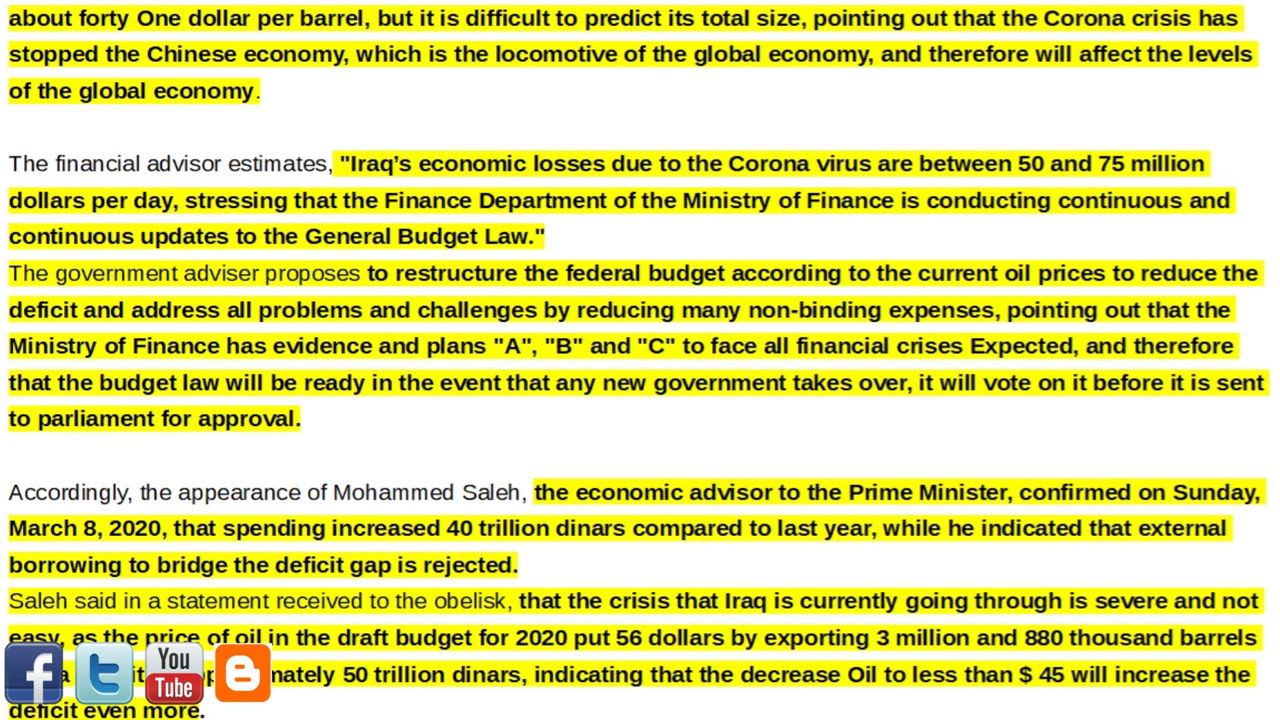 about forty One dollar per barrel, but it is difficult to predict its total size, pointing out that the Corona crisis has
stopped the Chinese economy, which is the locomotive of the global economy, and therefore will affect the levels
of the global economy.
The financial advisor estimates, "Iraq’s economic losses due to the Corona virus are between 50 and 75 million
dollars per day, stressing that the Finance Department of the Ministry of Finance is conducting continuous and
continuous updates to the General Budget Law."
The government adviser proposes to restructure the federal budget according to the current oil prices to reduce the
deficit and address all problems and challenges by reducing many non-binding expenses, pointing out that the
Ministry of Finance has evidence and plans "A", "B" and "C" to face all financial crises Expected, and therefore
that the budget law will be ready in the event that any new government takes over, it will vote on it before it is sent
to parliament for approval.
Accordingly, the appearance of Mohammed Saleh, the economic advisor to the Prime Minister, confirmed on Sunday,
March 8, 2020, that spending increased 40 trillion dinars compared to last year, while he indicated that external
borrowing to bridge the deficit gap is rejected.
Saleh said in a statement received to the obelisk, that the crisis that Iraq is currently going through is severe and not
easy, as the price of oil in the draft budget for 2020 put 56 dollars by exporting 3 million and 880 thousand barrels
50 trillion dinars, indicating that the decrease Oil to less than $ 45 will increase the
deficit even more.
You
Tube